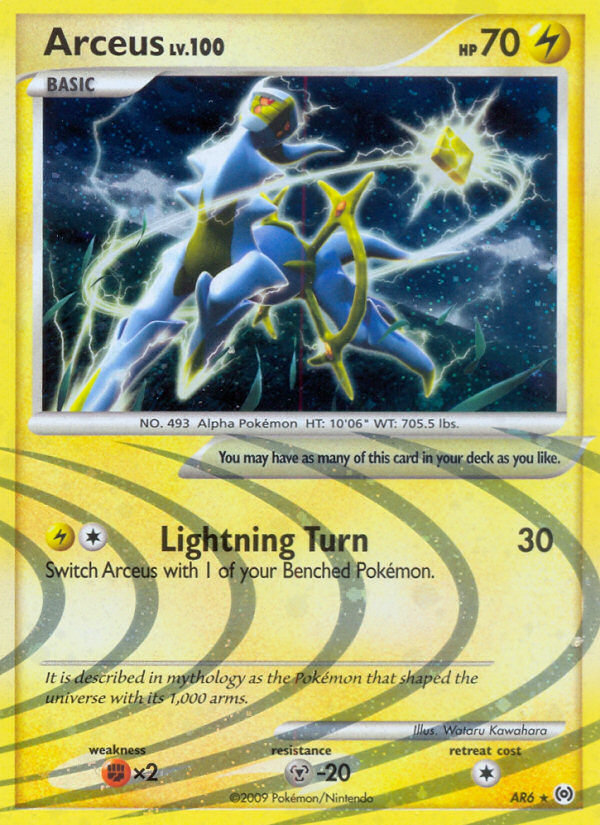 Arceus LV.100 HP 70
BASIC
NO. 493 Alpha Pokémon HT: 10'06" WT: 705.5 lbs.
You may have as many of this card in your deck as you like.
Lightning Turn 30
Switch Arceus with 1 of your Benched Pokémon.
It is described in mythology as the Pokémon that shaped the
universe with its 1,000 arms.
Illus. Wataru Kawahara
weakness resistance retreat cost
×2 -20
©2009 Pokémon/Nintendo AR6 ★